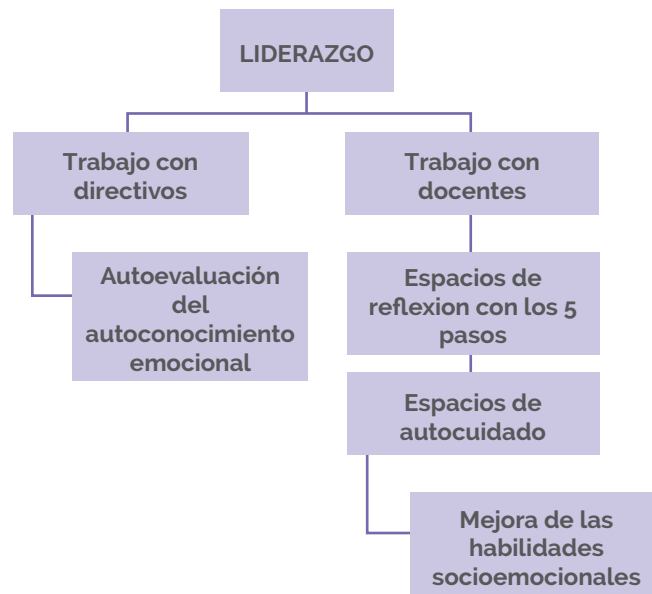 LIDERAZGO
Trabajo con
directivos
Trabajo con
docentes
Autoevaluación
del
autoconocimiento
emocional
Espacios de
reflexion con los 5
pasos
Espacios de
autocuidado
Mejora de las
habilidades
socioemocionales